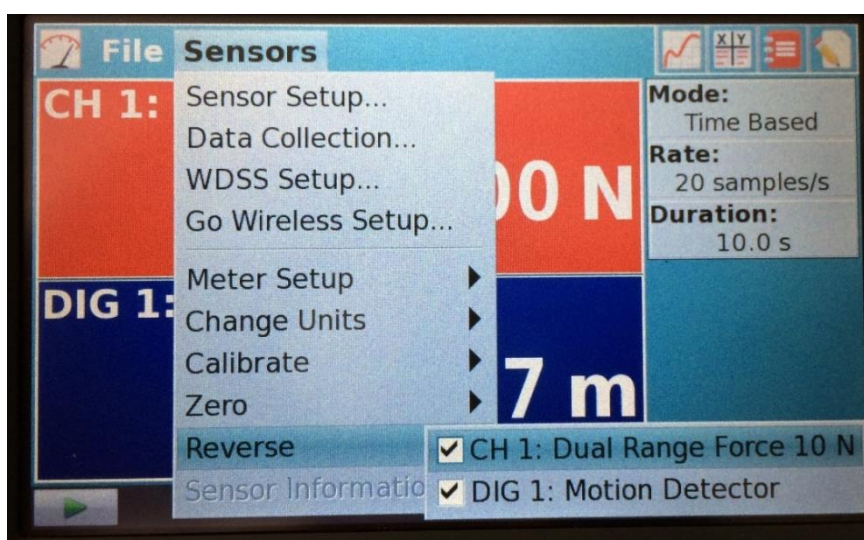 File Sensors
X Y
CH 1:
Sensor Setup...
Data Collection...
WDSS Setup...
Go Wireless Setup...
Meter Setup
Change Units
Calibrate
Zero
Reverse
CH 1: Dual Range Force 10 N
DIG 1: Motion Detector
00 N
DIG 1:
7 m
Mode:
Time Based
Rate:
20 samples/s
Duration:
10.0 s